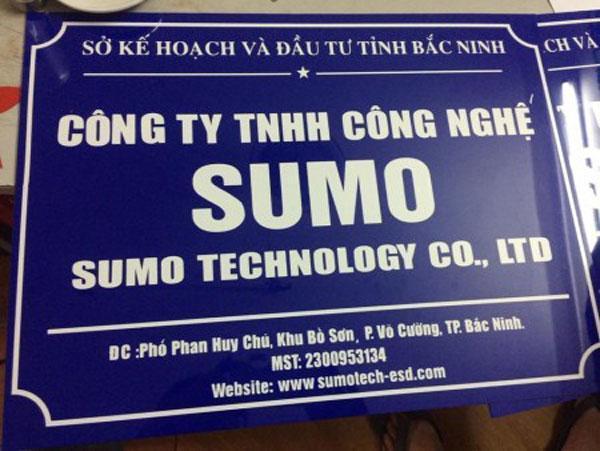 SỞ KẾ HOẠCH VÀ ĐẦU TƯ TỈNH BẮC NINH
CÔNG TY TNHH CÔNG NGHỆ
SUMO
SUMO TECHNOLOGY CO., LTD
ĐC :Phố Phan Huy Chú, Khu Bồ Sơn, P. Võ Cường, TP. Bắc Ninh.
MST: 2300953134
Website: www.sumotech-esd.com
CH VÀ